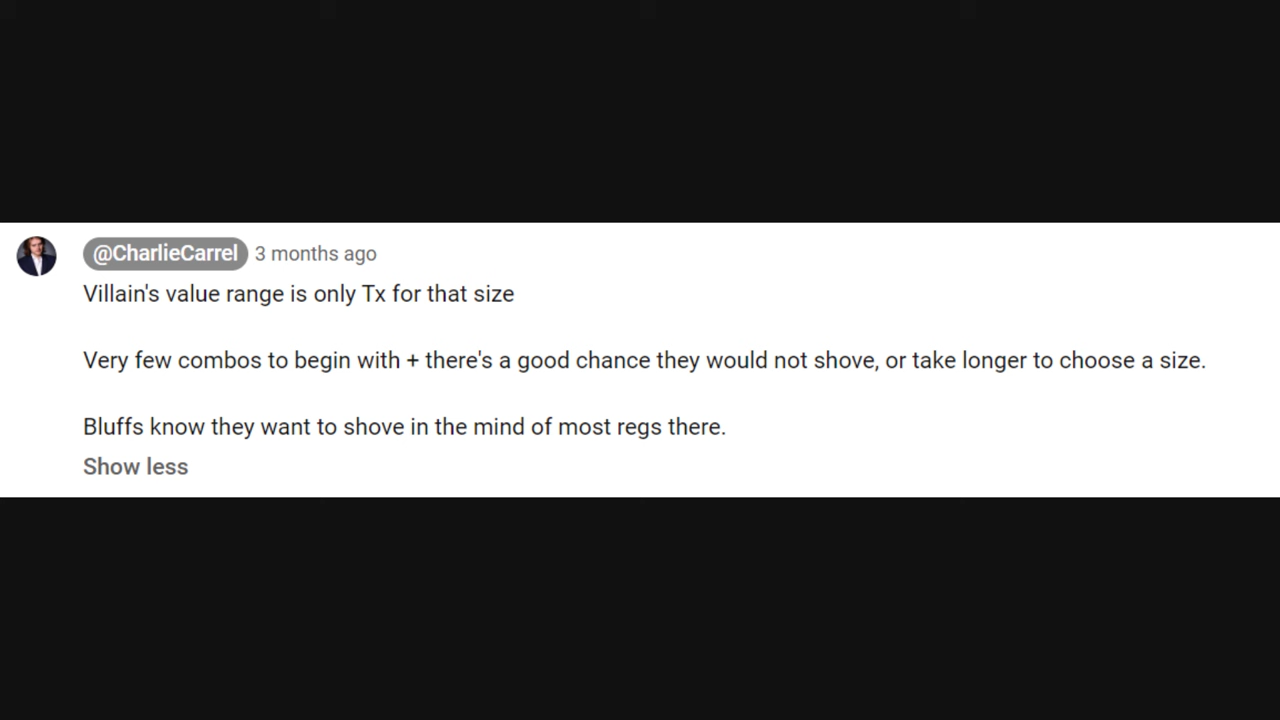 @CharlieCarrel 3 months ago
Villain's value range is only Tx for that size
Very few combos to begin with + there's a good chance they would not shove, or take longer to choose a size.
Bluffs know they want to shove in the mind of most regs there.
Show less